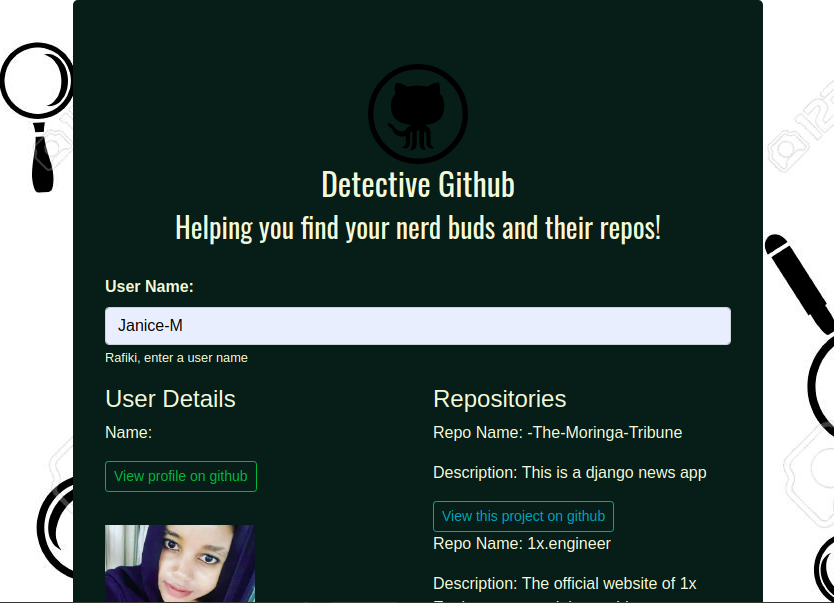 Detective Github
Helping you find your nerd buds and their repos!
User Name:
Janice-M
Rafiki, enter a user name
User Details
Name:
View profile on github
Repositories
Repo Name: -The-Moringa-Tribune
Description: This is a django news app
View this project on github
Repo Name: 1x.engineer
Description: The official website of 1x